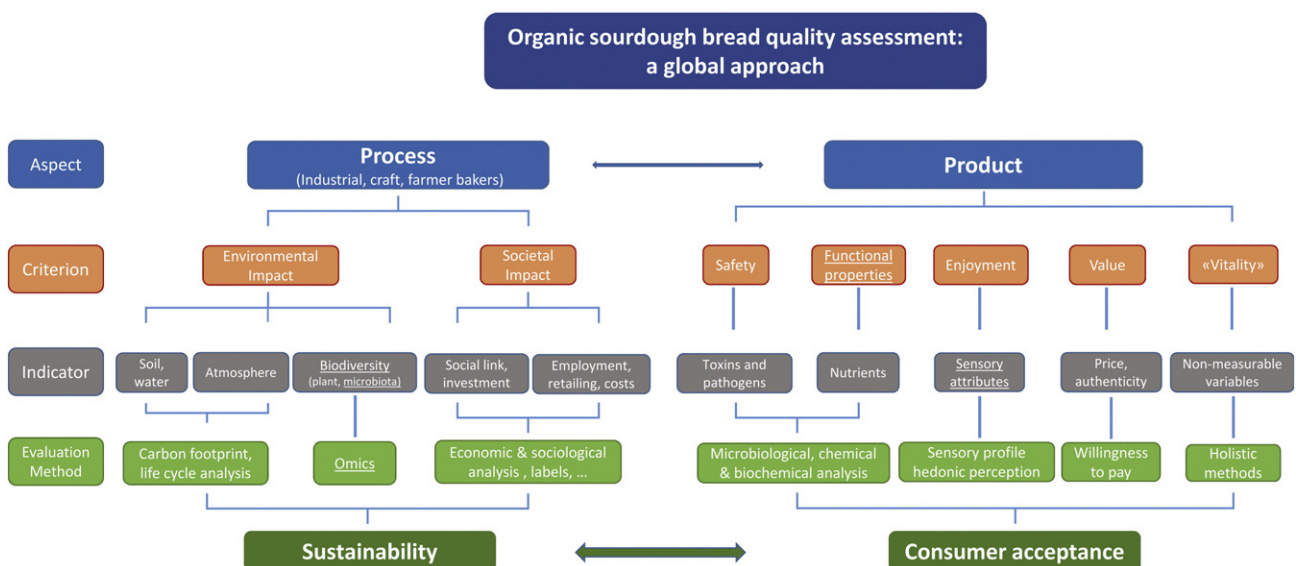 Organic sourdough bread quality assessment:
a global approach
Aspect
Process
(Industrial, craft, farmer bakers)
Product
Criterion
Environmental
Impact
Societal
Impact
Safety
Functional
properties
Enjoyment
Value
«Vitality»
Indicator
Soil,
water
Atmosphere
Biodiversity
(plant, microbiota)
Social link,
investment
Employment,
retailing, costs
Toxins and
pathogens
Nutrients
Sensory
attributes
Price,
authenticity
Non-measurable
variables
Evaluation
Method
Carbon footprint,
life cycle analysis
Omics
Economic & sociological
analysis , labels, ...
Microbiological, chemical
& biochemical analysis
Sensory profile
hedonic perception
Willingness
to pay
Holistic
methods
Sustainability
Consumer acceptance